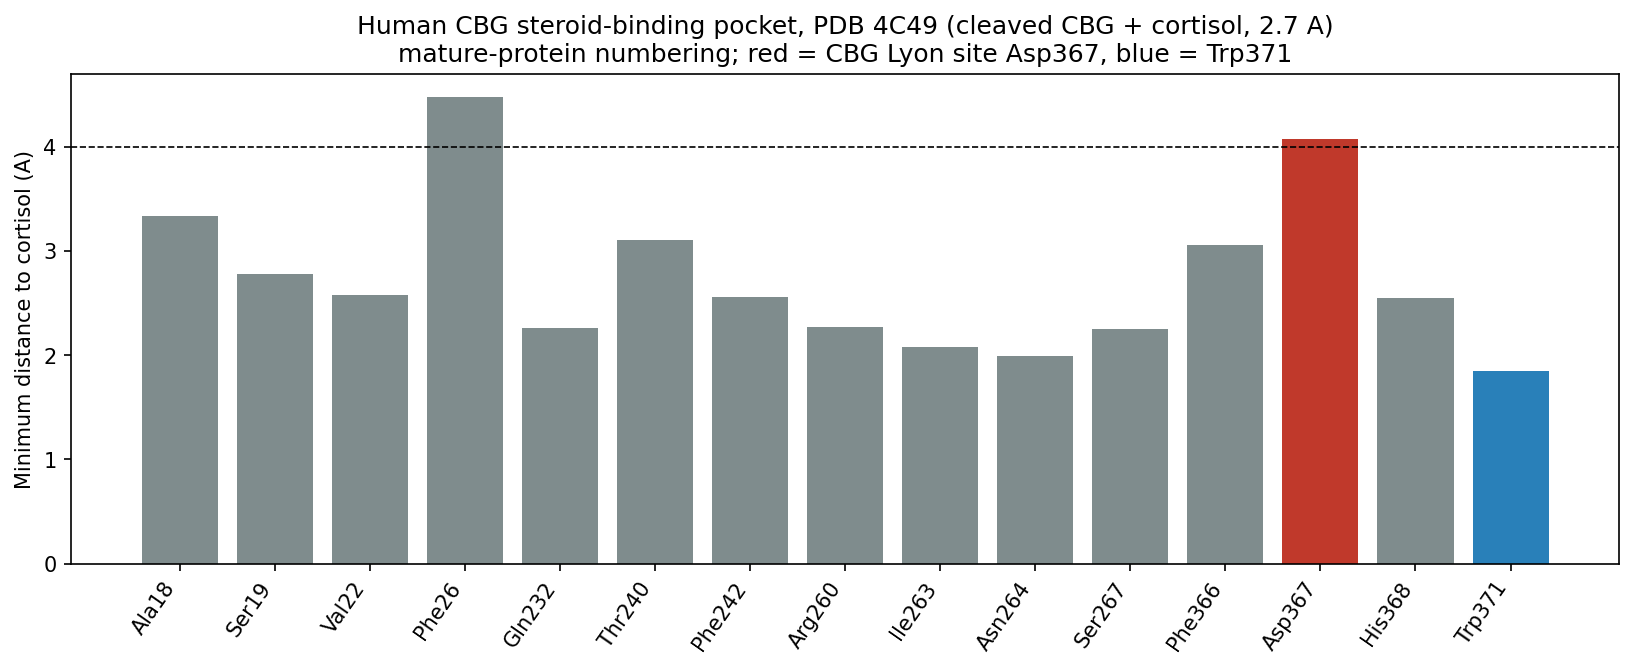 Human CBG steroid-binding pocket, PDB 4C49 (cleaved CBG + cortisol, 2.7 A)
mature-protein numbering; red = CBG Lyon site Asp367, blue = Trp371
Minimum distance to cortisol (A)
4
3
2
1
0
Ala18
Ser19
Val22
Phe26
Gln232
Thr240
Phe242
Arg260
Ile263
Asn264
Ser267
Phe366
Asp367
His368
Trp371